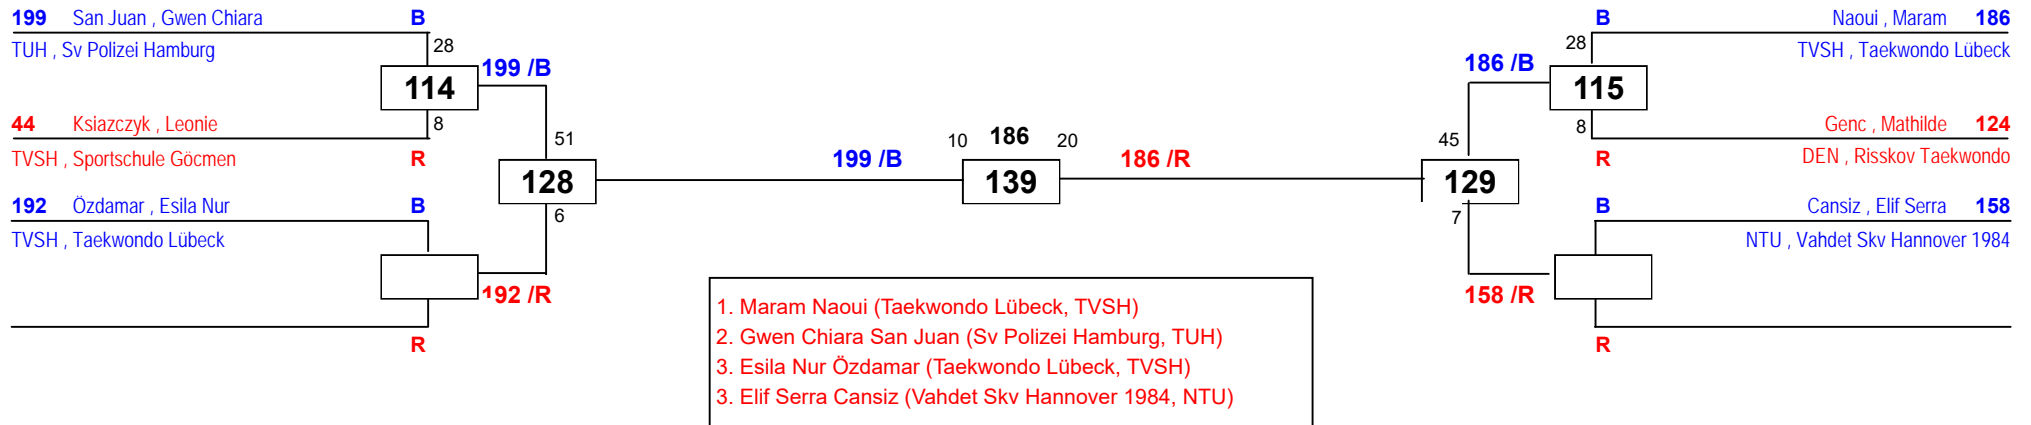 199 San Juan , Gwen Chiara B
TUH , Sv Polizei Hamburg
28
114
199 /B
8
44 Ksiazczyk , Leonie
TVSH , Sportschule Göcmen R
51
128
6
192 Özdamar , Esila Nur B
TVSH , Taekwondo Lübeck
192 /R
R
199 /B
10 186 20
139
186 /R
B Naoui , Maram 186
28
TVSH , Taekwondo Lübeck
186 /B
115
8
Genc , Mathilde 124
R DEN , Risskov Taekwondo
45
129
7
B Cansiz , Elif Serra 158
NTU , Vahdet Skv Hannover 1984
158 /R
R
1. Maram Naoui (Taekwondo Lübeck, TVSH)
2. Gwen Chiara San Juan (Sv Polizei Hamburg, TUH)
3. Esila Nur Özdamar (Taekwondo Lübeck, TVSH)
3. Elif Serra Cansiz (Vahdet Skv Hannover 1984, NTU)